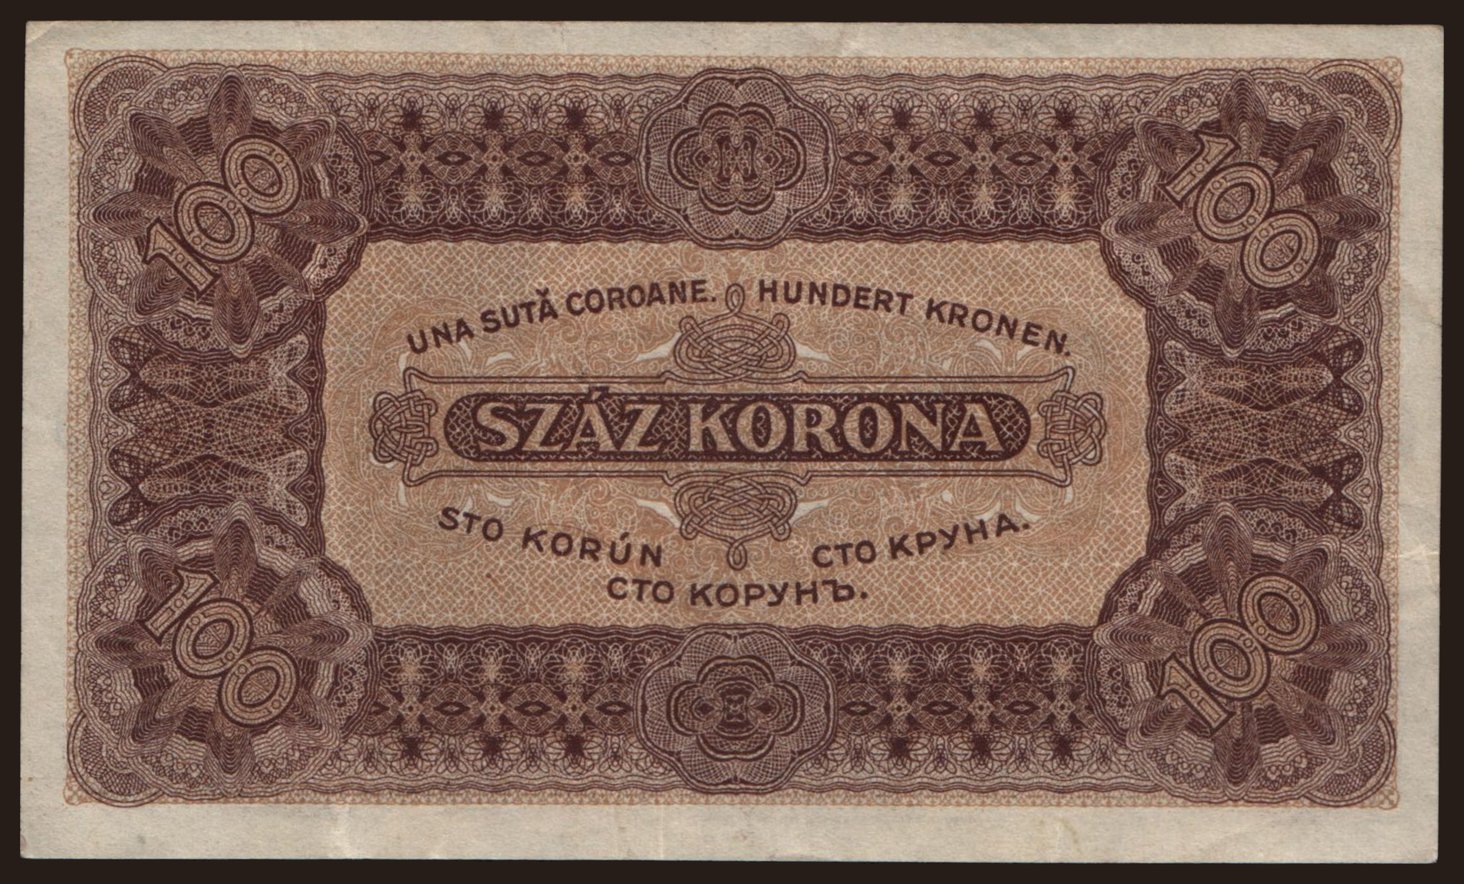 100
100
UNA SUTĂ COROANE. HUNDERT KRONEN.
SZÁZ KORONA
STO KORÚN
СТО КРУНА.
СТО КОРУНЪ.
100
100